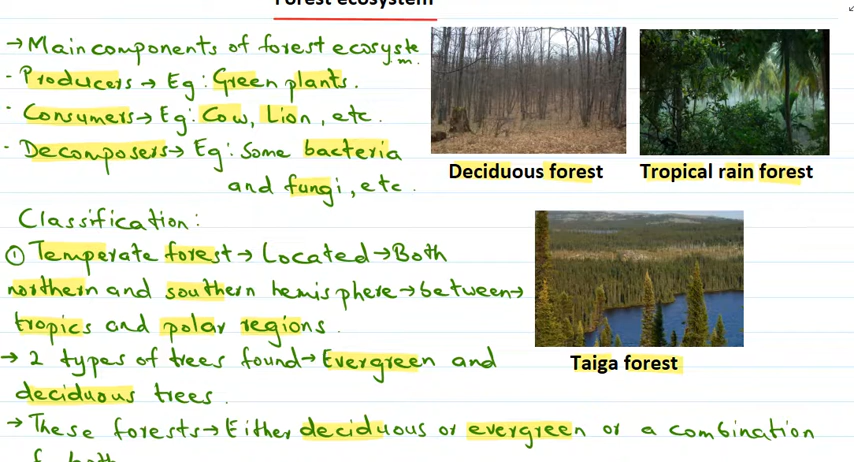 Forest ecosystem
→ Main components of forest ecosystem.
· Producers → Eg: Green plants.
· Consumers → Eg: Cow, Lion, etc.
· Decomposers → Eg: Some bacteria
and fungi, etc.
Deciduous forest
Tropical rain forest
Classification:
① Temperate forest → Located → Both
northern and southern hemisphere → between →
tropics and polar regions.
→ 2 types of trees found → Evergreen and
deciduous trees.
Taiga forest
→ These forests → Either deciduous or evergreen or a combination